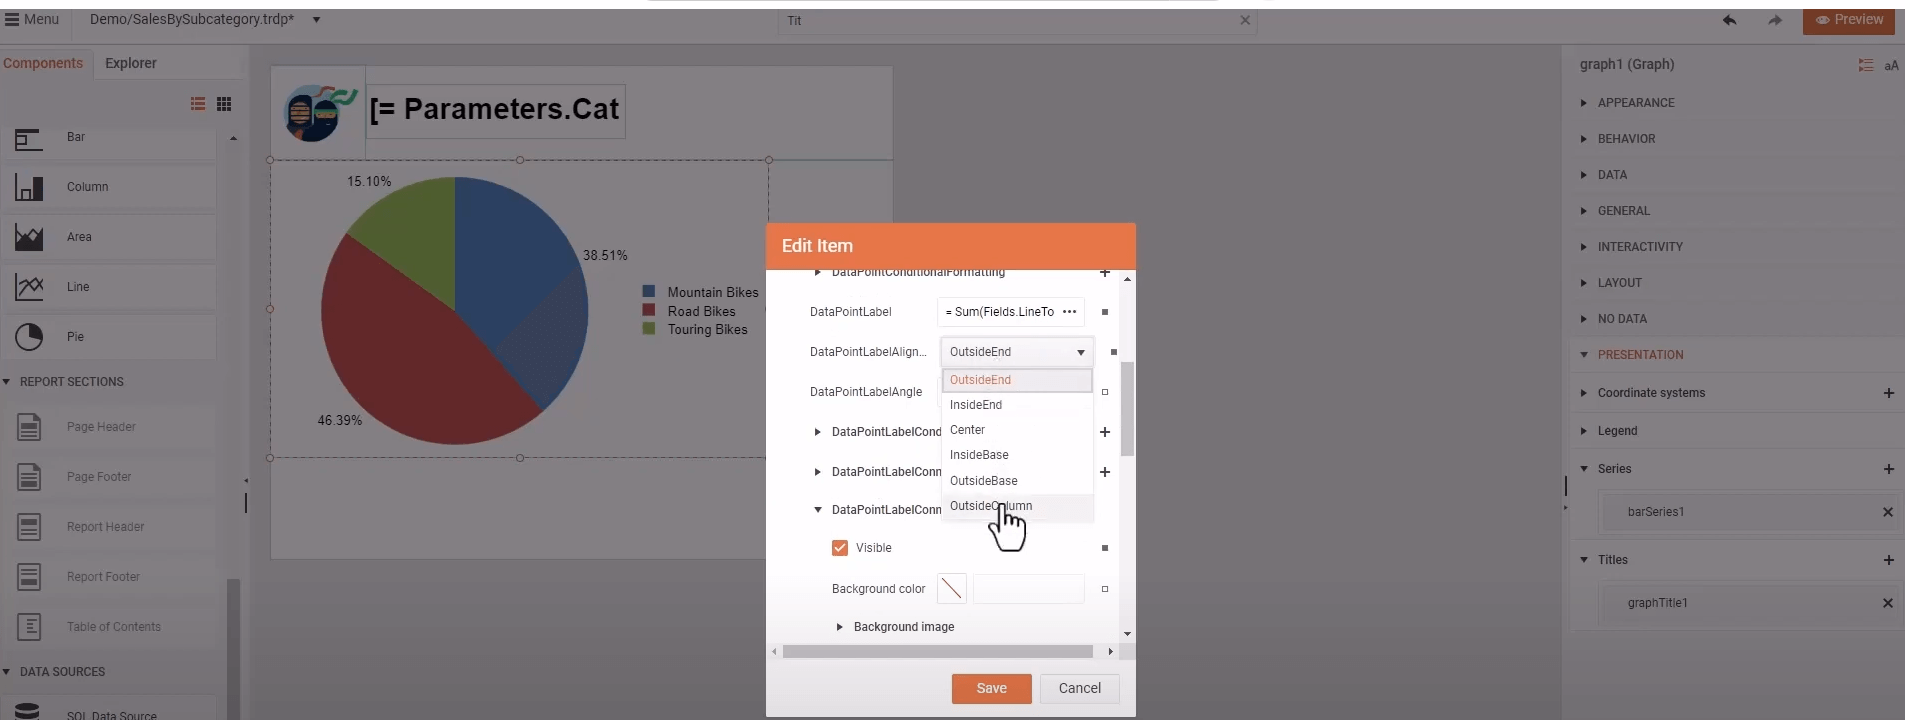 Menu
Demo/SalesBySubcategory.trdp*
Tit
Preview
Components
Explorer
Bar
Column
Area
Line
Pie
REPORT SECTIONS
Page Header
Page Footer
Report Header
Report Footer
Table of Contents
DATA SOURCES
SQL Data Source
[= Parameters.Cat
15.10%
38.51%
46.39%
Mountain Bikes
Road Bikes
Touring Bikes
Edit Item
DataPointConditionalFormatting
DataPointLabel
= Sum(Fields.LineTo
DataPointLabelAlign...
OutsideEnd
OutsideEnd
InsideEnd
Center
InsideBase
OutsideBase
OutsideColumn
DataPointLabelAngle
DataPointLabelCond
DataPointLabelConn
DataPointLabelConn
Visible
Background color
Background image
Save
Cancel
graph1 (Graph)
aA
APPEARANCE
BEHAVIOR
DATA
GENERAL
INTERACTIVITY
LAYOUT
NO DATA
PRESENTATION
Coordinate systems
Legend
Series
barSeries1
Titles
graphTitle1